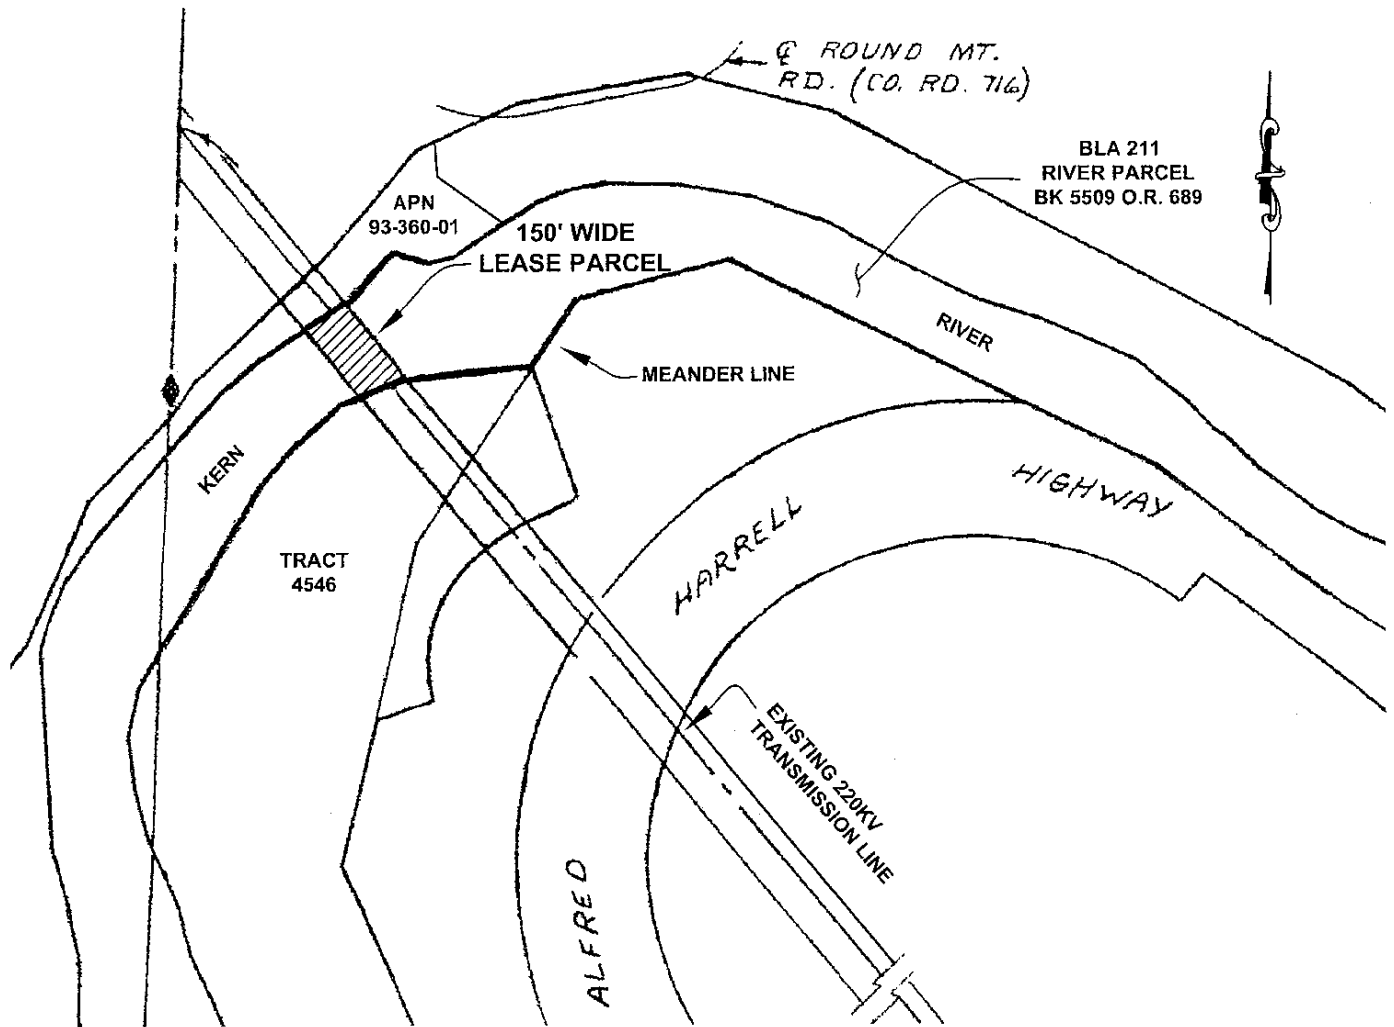 ℄ ROUND MT.
RD. (CO. RD. 716)
BLA 211
RIVER PARCEL
BK 5509 O.R. 689
APN
93-360-01
150' WIDE
LEASE PARCEL
RIVER
MEANDER LINE
KERN
HIGHWAY
HARRELL
TRACT
4546
EXISTING 220KV
TRANSMISSION LINE
ALFRED